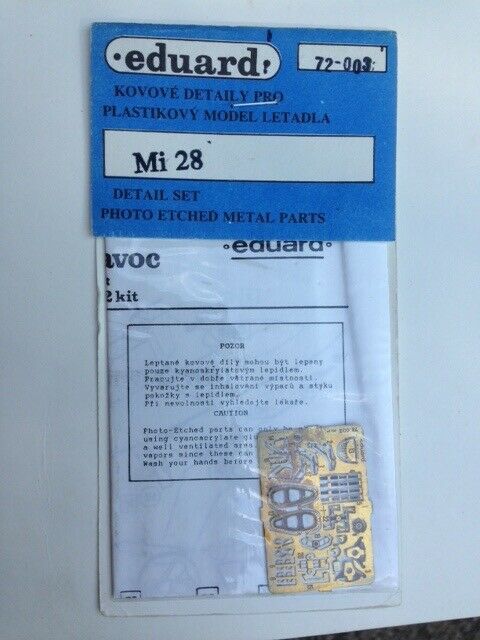 eduard
72-003
KOVOVÉ DETAILY PRO
PLASTIKOVÝ MODEL LETADLA
Mi 28
DETAIL SET
PHOTO ETCHED METAL PARTS
eduard
avoc
2 kit
POZOR
Leptané kovové díly mohou být lepeny
pouze kyanoakrylátovým lepidlem.
Pracujte v dobře větrané místnosti.
Vyvarujte se inhalování výparů a styku
pokožky s lepidlem.
Při nevolnosti vyhledejte lékaře.
CAUTION
Photo-Etched parts can only be
using cyanoacrylate glu
a well ventilated area
vapors since these can
Wash your hands before